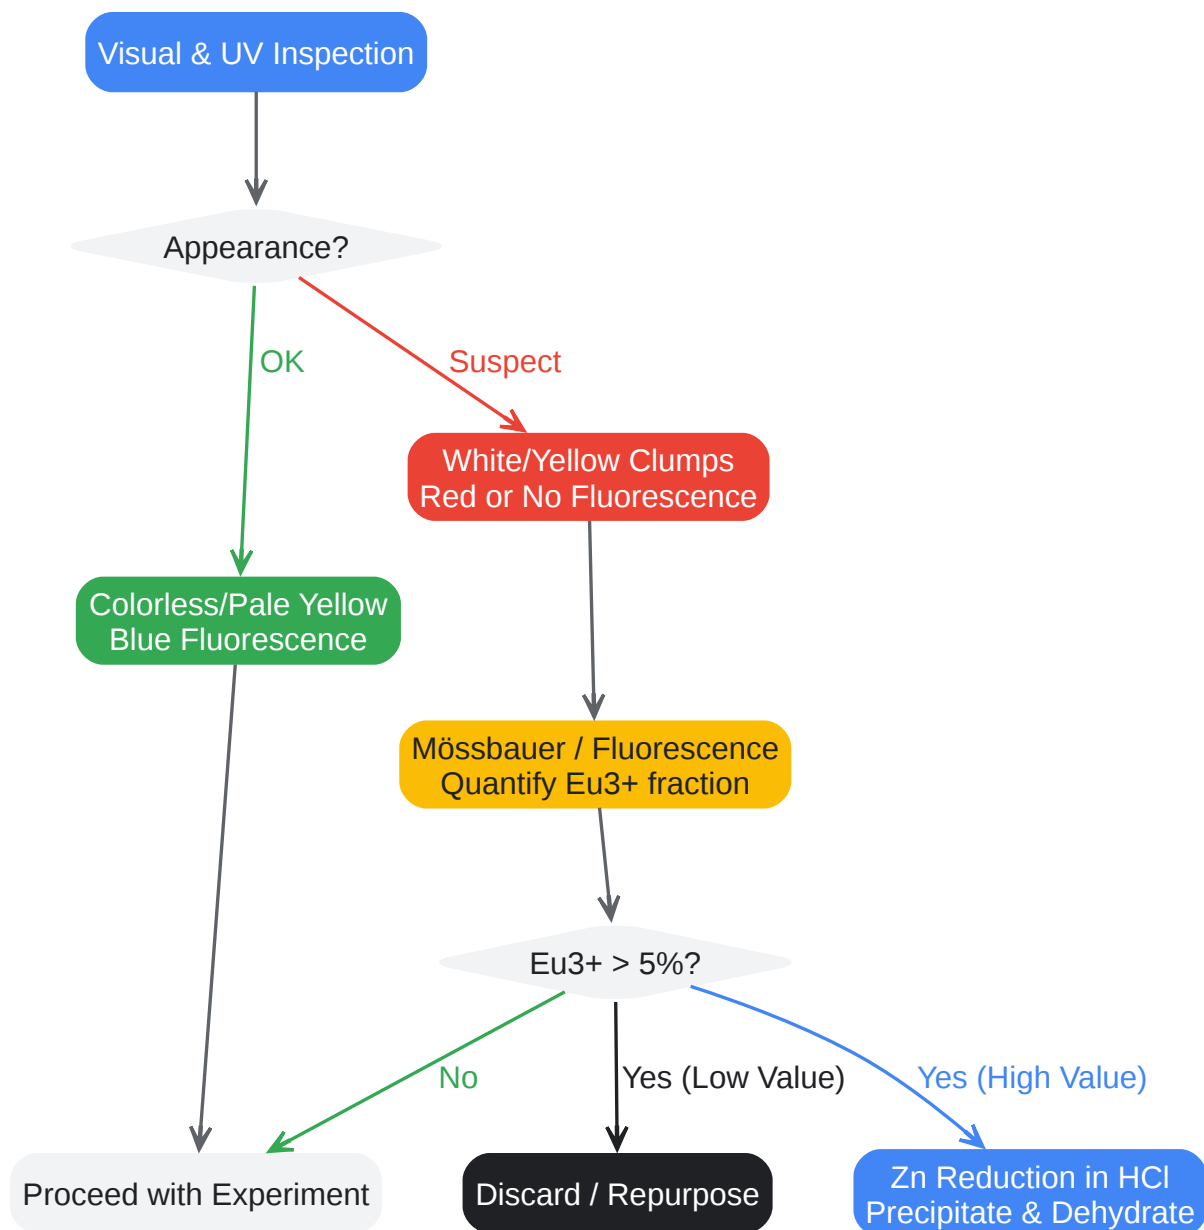 Visual & UV Inspection
Appearance?
OK
Suspect
White/Yellow Clumps
Red or No Fluorescence
Colorless/Pale Yellow
Blue Fluorescence
Mössbauer / Fluorescence
Quantify Eu3+ fraction
Eu3+ > 5%?
No
Yes (Low Value)
Yes (High Value)
Proceed with Experiment
Discard / Repurpose
Zn Reduction in HCl
Precipitate & Dehydrate